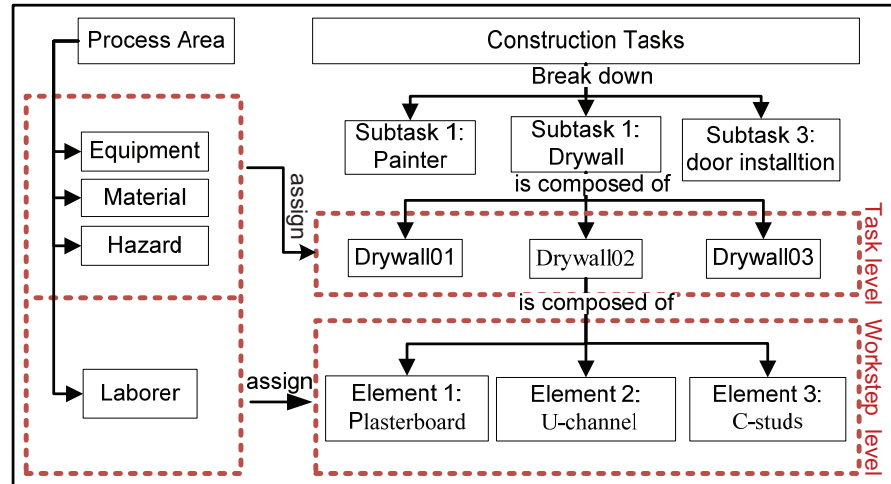 Process Area
Construction Tasks
Break down
Subtask 1:
Painter
Subtask 1:
Drywall
Subtask 3:
door installtion
is composed of
Equipment
Material
Hazard
assign
Drywall01
Drywall02
Drywall03
Task level
is composed of
Laborer
assign
Element 1:
Plasterboard
Element 2:
U-channel
Element 3:
C-studs
Workstep level